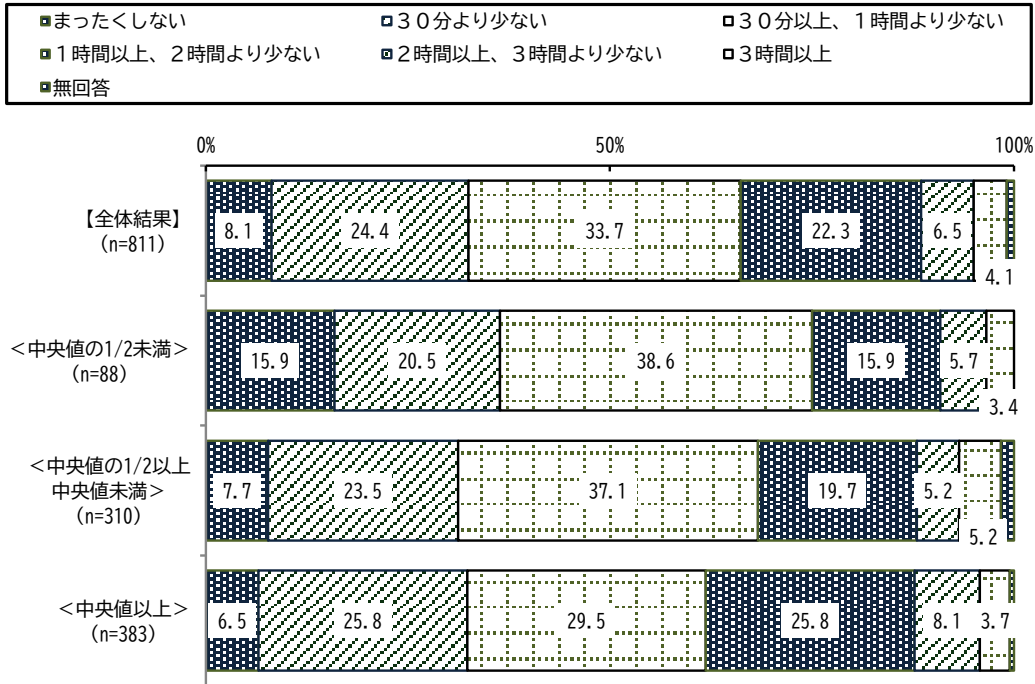 まったくしない
３０分より少ない
３０分以上、１時間より少ない
１時間以上、２時間より少ない
２時間以上、３時間より少ない
３時間以上
無回答
0%
50%
100%
【全体結果】
(n=811)
8.1
24.4
33.7
22.3
6.5
4.1
＜中央値の1/2未満＞
(n=88)
15.9
20.5
38.6
15.9
5.7
3.4
＜中央値の1/2以上
中央値未満＞
(n=310)
7.7
23.5
37.1
19.7
5.2
5.2
＜中央値以上＞
(n=383)
6.5
25.8
29.5
25.8
8.1
3.7